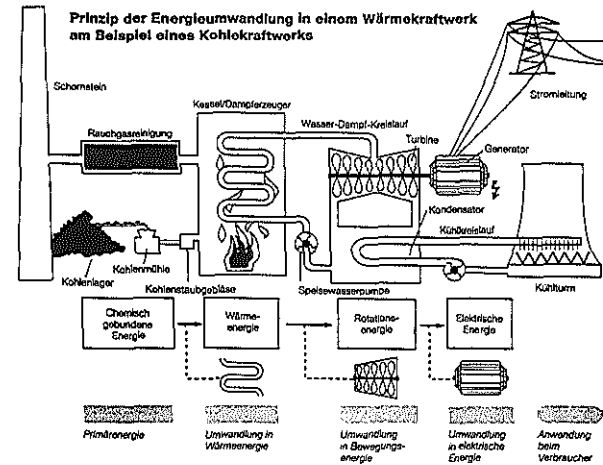 Prinzip der Energieumwandlung in einem Wärmekraftwerk
am Beispiel eines Kohlekraftwerks
Schornstein
Kessel/Dampferzeuger
Stromleitung
Rauchgasreinigung
Wasser-Dampf-Kreislauf
Turbine
Generator
Kondensator
Kühlkreislauf
Kohlenlager
Kohlenmühle
Kohlenstaubgebläse
Speisewasserpumpe
Kühlturm
Chemisch
gebundene
Energie
Wärme-
energie
Rotations-
energie
Elektrische
Energie
Primärenergie
Umwandlung in
Wärmeenergie
Umwandlung
in Bewegungs-
energie
Umwandlung
in elektrische
Energie
Anwendung
beim
Verbraucher